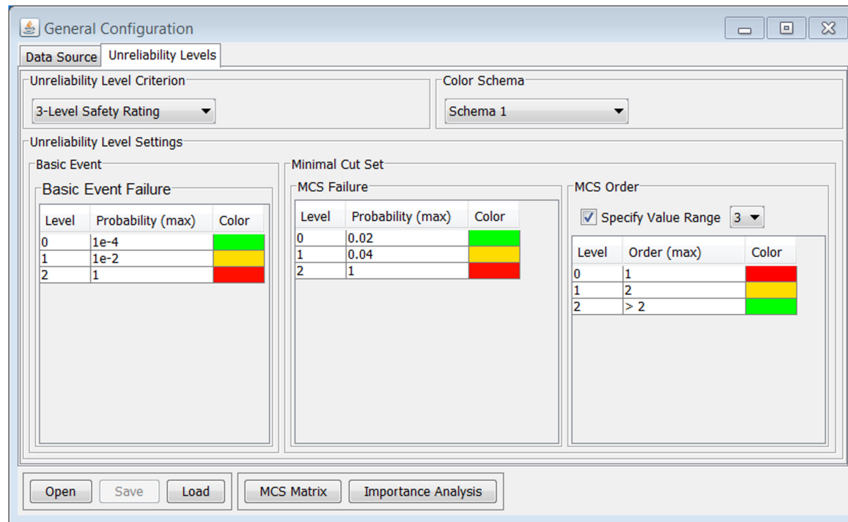 General Configuration
Data Source Unreliability Levels
Unreliability Level Criterion Color Schema
3-Level Safety Rating Schema 1
Unreliability Level Settings
Basic Event Minimal Cut Set
Basic Event Failure MCS Failure MCS Order
Specify Value Range 3
Level Probability (max) Color Level Probability (max) Color Level Order (max) Color
0 1e-4 0 0.02 0 1
1 1e-2 1 0.04 1 2
2 1 2 1 2 > 2
Open Save Load MCS Matrix Importance Analysis